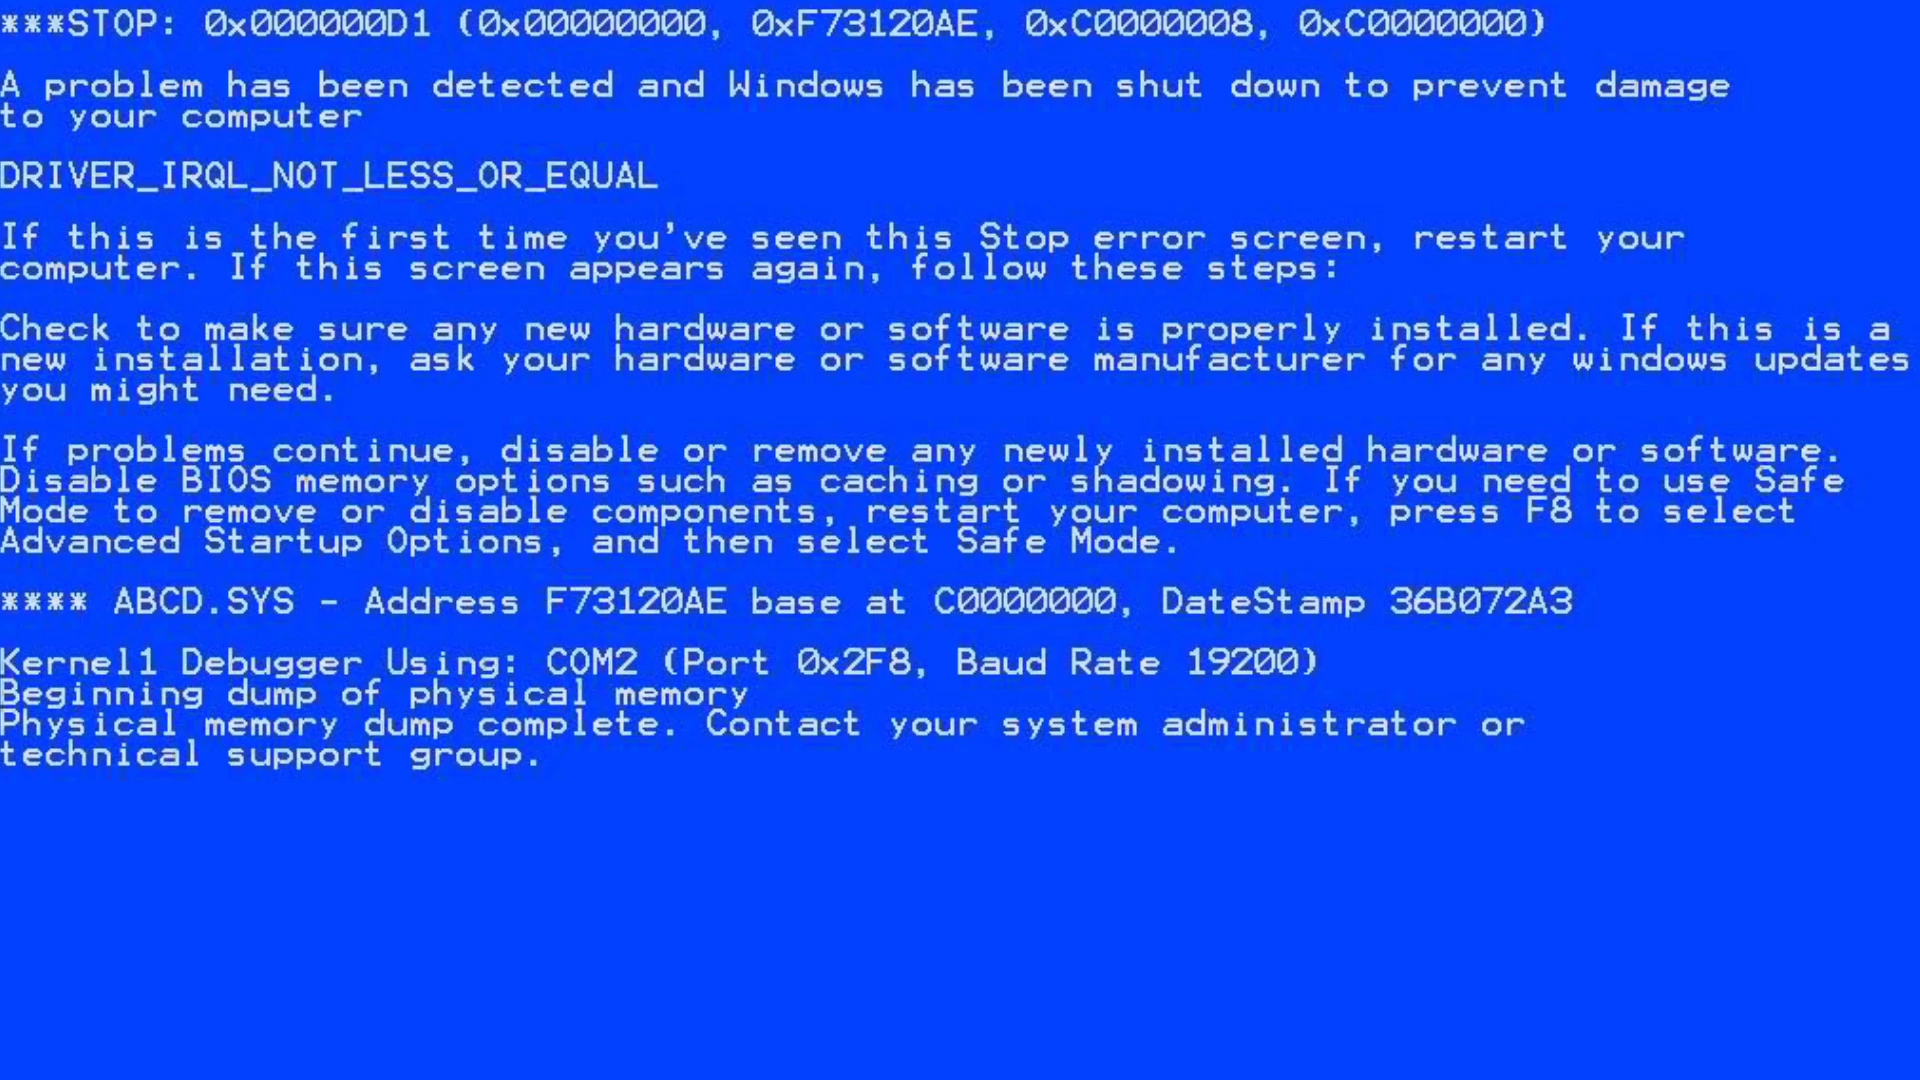 ***STOP: 0x000000D1 (0x00000000, 0xF73120AE, 0xC0000008, 0xC0000000)
A problem has been detected and Windows has been shut down to prevent damage
to your computer
DRIVER_IRQL_NOT_LESS_OR_EQUAL
If this is the first time you've seen this Stop error screen, restart your
computer. If this screen appears again, follow these steps:
Check to make sure any new hardware or software is properly installed. If this is a
new installation, ask your hardware or software manufacturer for any windows updates
you might need.
If problems continue, disable or remove any newly installed hardware or software.
Disable BIOS memory options such as caching or shadowing. If you need to use Safe
Mode to remove or disable components, restart your computer, press F8 to select
Advanced Startup Options, and then select Safe Mode.
**** ABCD.SYS - Address F73120AE base at C0000000, DateStamp 36B072A3
Kernel1 Debugger Using: COM2 (Port 0x2F8, Baud Rate 19200)
Beginning dump of physical memory
Physical memory dump complete. Contact your system administrator or
technical support group.